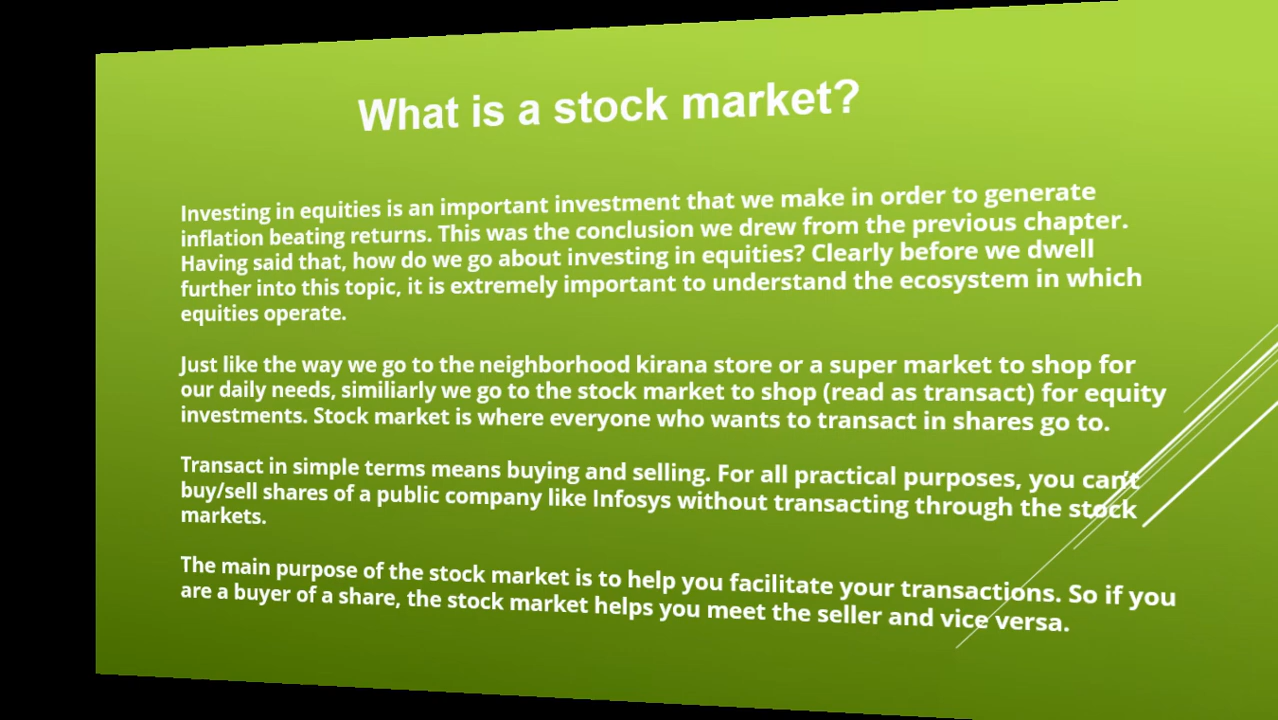 What is a stock market?
Investing in equities is an important investment that we make in order to generate
inflation beating returns. This was the conclusion we drew from the previous chapter.
Having said that, how do we go about investing in equities? Clearly before we dwell
further into this topic, it is extremely important to understand the ecosystem in which
equities operate.
Just like the way we go to the neighborhood kirana store or a super market to shop for
our daily needs, similiarly we go to the stock market to shop (read as transact) for equity
investments. Stock market is where everyone who wants to transact in shares go to.
Transact in simple terms means buying and selling. For all practical purposes, you can't
buy/sell shares of a public company like Infosys without transacting through the stock
markets.
The main purpose of the stock market is to help you facilitate your transactions. So if you
are a buyer of a share, the stock market helps you meet the seller and vice versa.